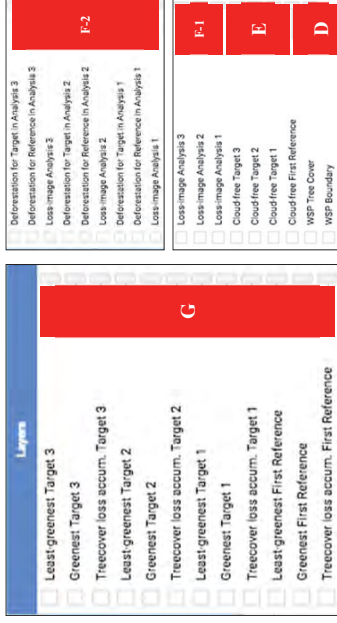 Layers
Least-greenest Target 3
Greenest Target 3
Treecover loss accum. Target 3
Least-greenest Target 2
Greenest Target 2
Treecover loss accum. Target 2
Least-greenest Target 1
Greenest Target 1
Treecover loss accum. Target 1
Least-greenest First Reference
Greenest First Reference
Treecover loss accum. First Reference
G
Deforestation for Target in Analysis 3
Deforestation for Reference in Analysis 3
Loss-image Analysis 3
Deforestation for Target in Analysis 2
Deforestation for Reference in Analysis 2
Loss-image Analysis 2
Deforestation for Target in Analysis 1
Deforestation for Reference in Analysis 1
Loss-image Analysis 1
F-2
Loss-image Analysis 3
Loss-image Analysis 2
Loss-image Analysis 1
Cloud-free Target 3
Cloud-free Target 2
Cloud-free Target 1
Cloud-free First Reference
WSP Tree Cover
WSP Boundary
F-1
E
D